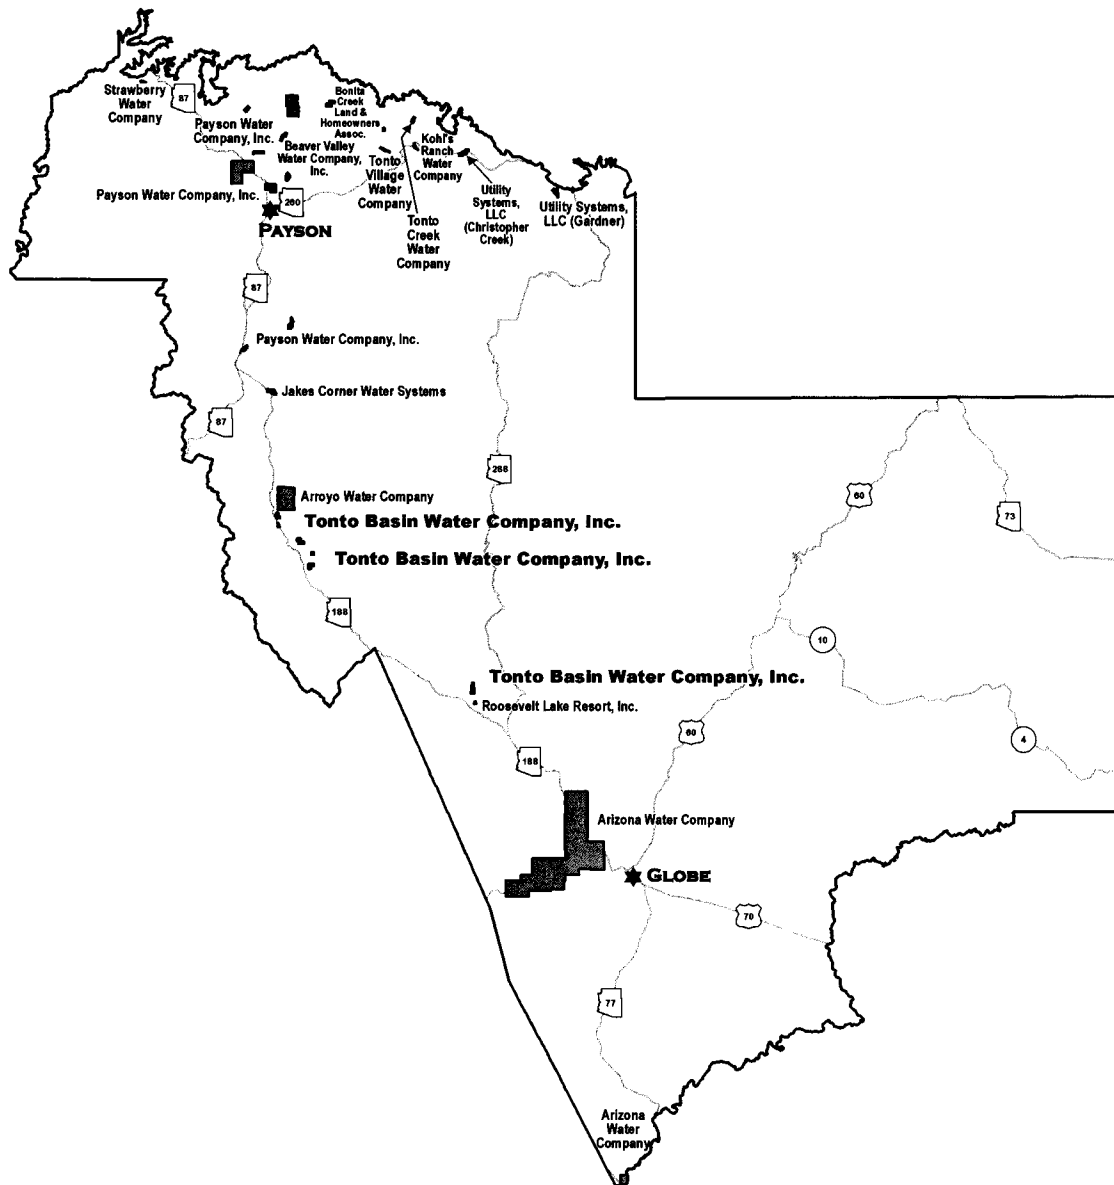 Strawberry
Water
Company
87
Payson Water
Company, Inc.
Bonita
Creek
Land &
Homeowners
Assoc.
Beaver Valley
Water Company,
Inc.
Payson Water Company, Inc.
260
PAYSON
Tonto
Village
Water
Company
Kohl's
Ranch
Water
Company
Tonto
Creek
Water
Company
Utility
Systems,
LLC
(Christopher
Creek)
Utility Systems,
LLC (Gardner)
87
Payson Water Company, Inc.
Jakes Corner Water Systems
87
288
60
73
Arroyo Water Company
Tonto Basin Water Company, Inc.
Tonto Basin Water Company, Inc.
188
10
Tonto Basin Water Company, Inc.
Roosevelt Lake Resort, Inc.
60
4
188
Arizona Water Company
GLOBE
70
77
Arizona
Water
Company